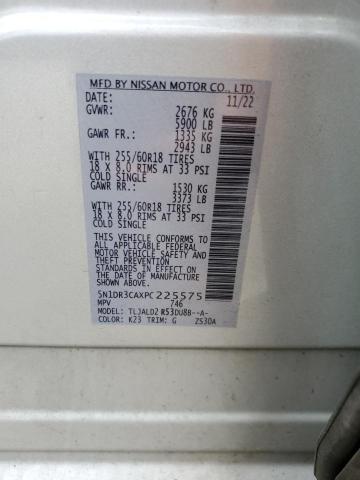 MFD BY NISSAN MOTOR CO., LTD.
DATE: 11/22
GVWR: 2676 KG
5900 LB
GAWR FR: 1335 KG
2943 LB
WITH 255/60R18 TIRES
18 X 8.0 RIMS AT 33 PSI
COLD SINGLE
GAWR RR: 1530 KG
3373 LB
WITH 255/60R18 TIRES
18 X 8.0 RIMS AT 33 PSI
COLD SINGLE
THIS VEHICLE CONFORMS TO
ALL APPLICABLE FEDERAL
MOTOR VEHICLE SAFETY
AND THEFT PREVENTION
STANDARDS IN EFFECT ON
THE DATE OF MANUFACTURE
SHOWN ABOVE.
5N1DR3CAXPC225575
MPV 746
MODEL: TLJALD2 R53DU8B--A-
COLOR: K23 TRIM: G ZS30A